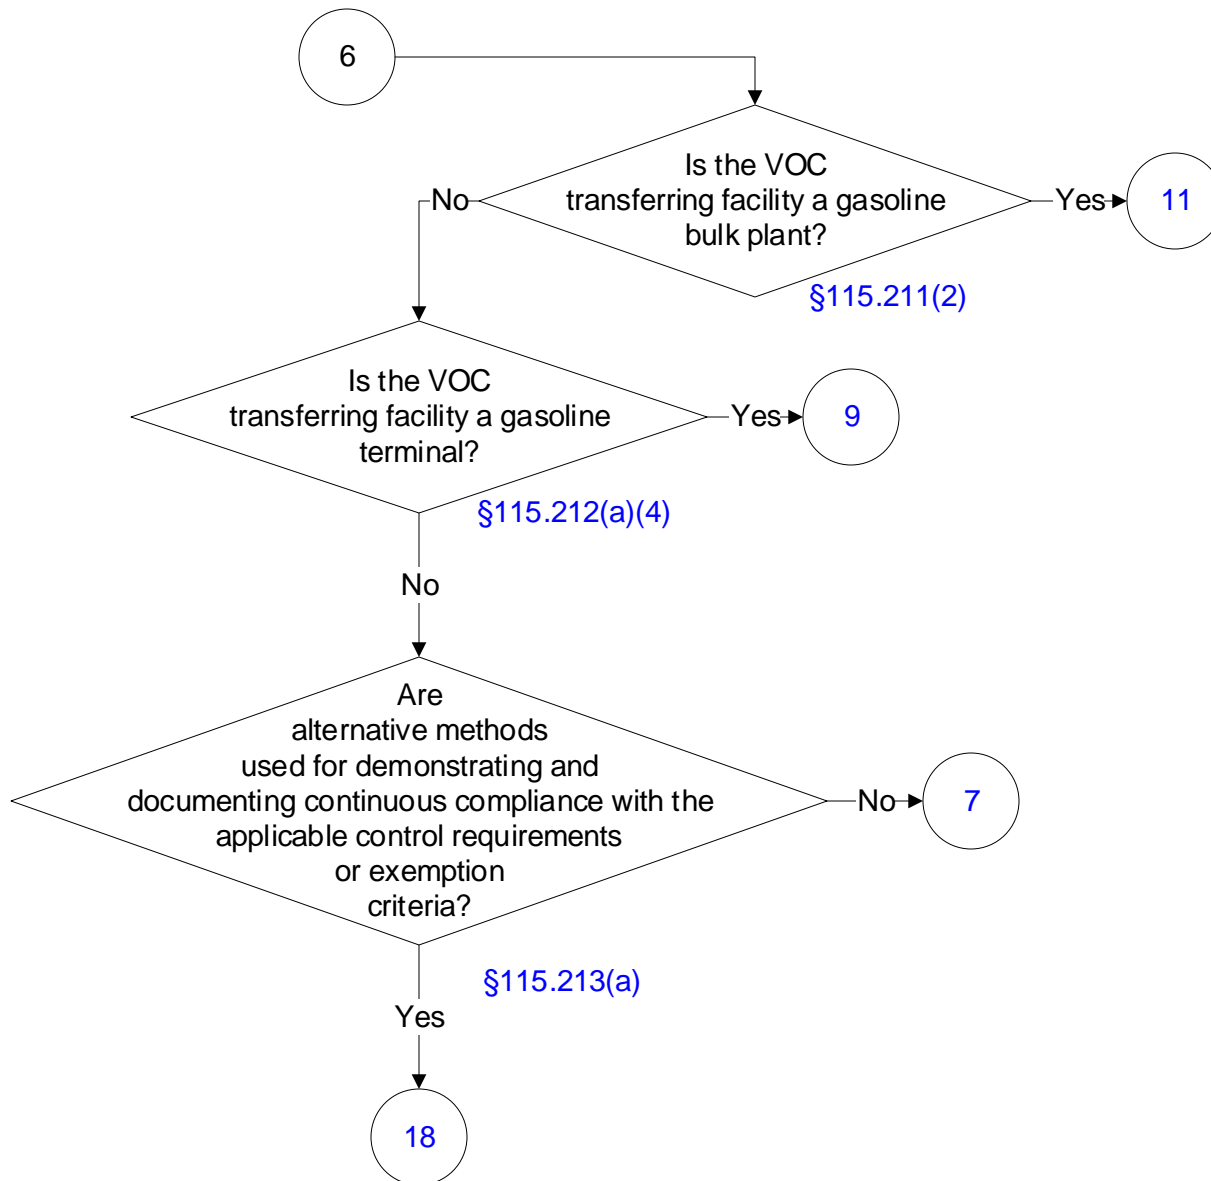 6
Is the VOC
transferring facility a gasoline
bulk plant?
No
Yes
11
§115.211(2)
Is the VOC
transferring facility a gasoline
terminal?
Yes
9
§115.212(a)(4)
No
Are
alternative methods
used for demonstrating and
documenting continuous compliance with the
applicable control requirements
or exemption
criteria?
No
7
§115.213(a)
Yes
18